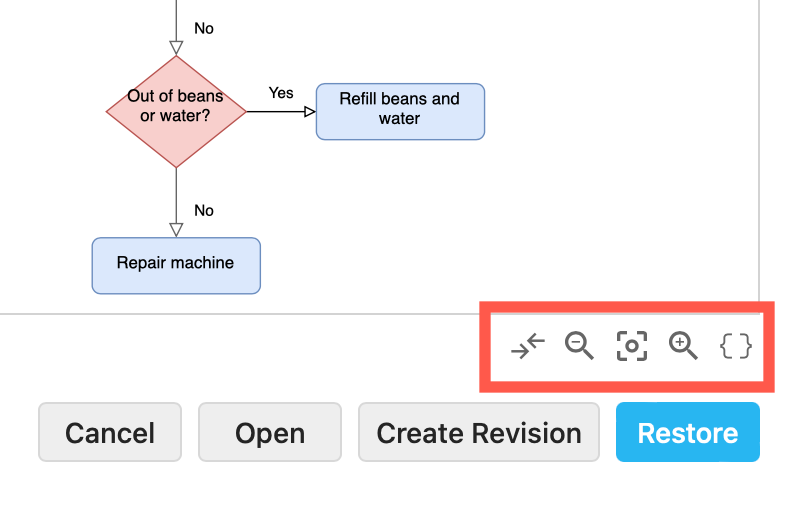 No
Out of beans
or water?
Yes
Refill beans and
water
No
Repair machine
Cancel
Open
Create Revision
Restore